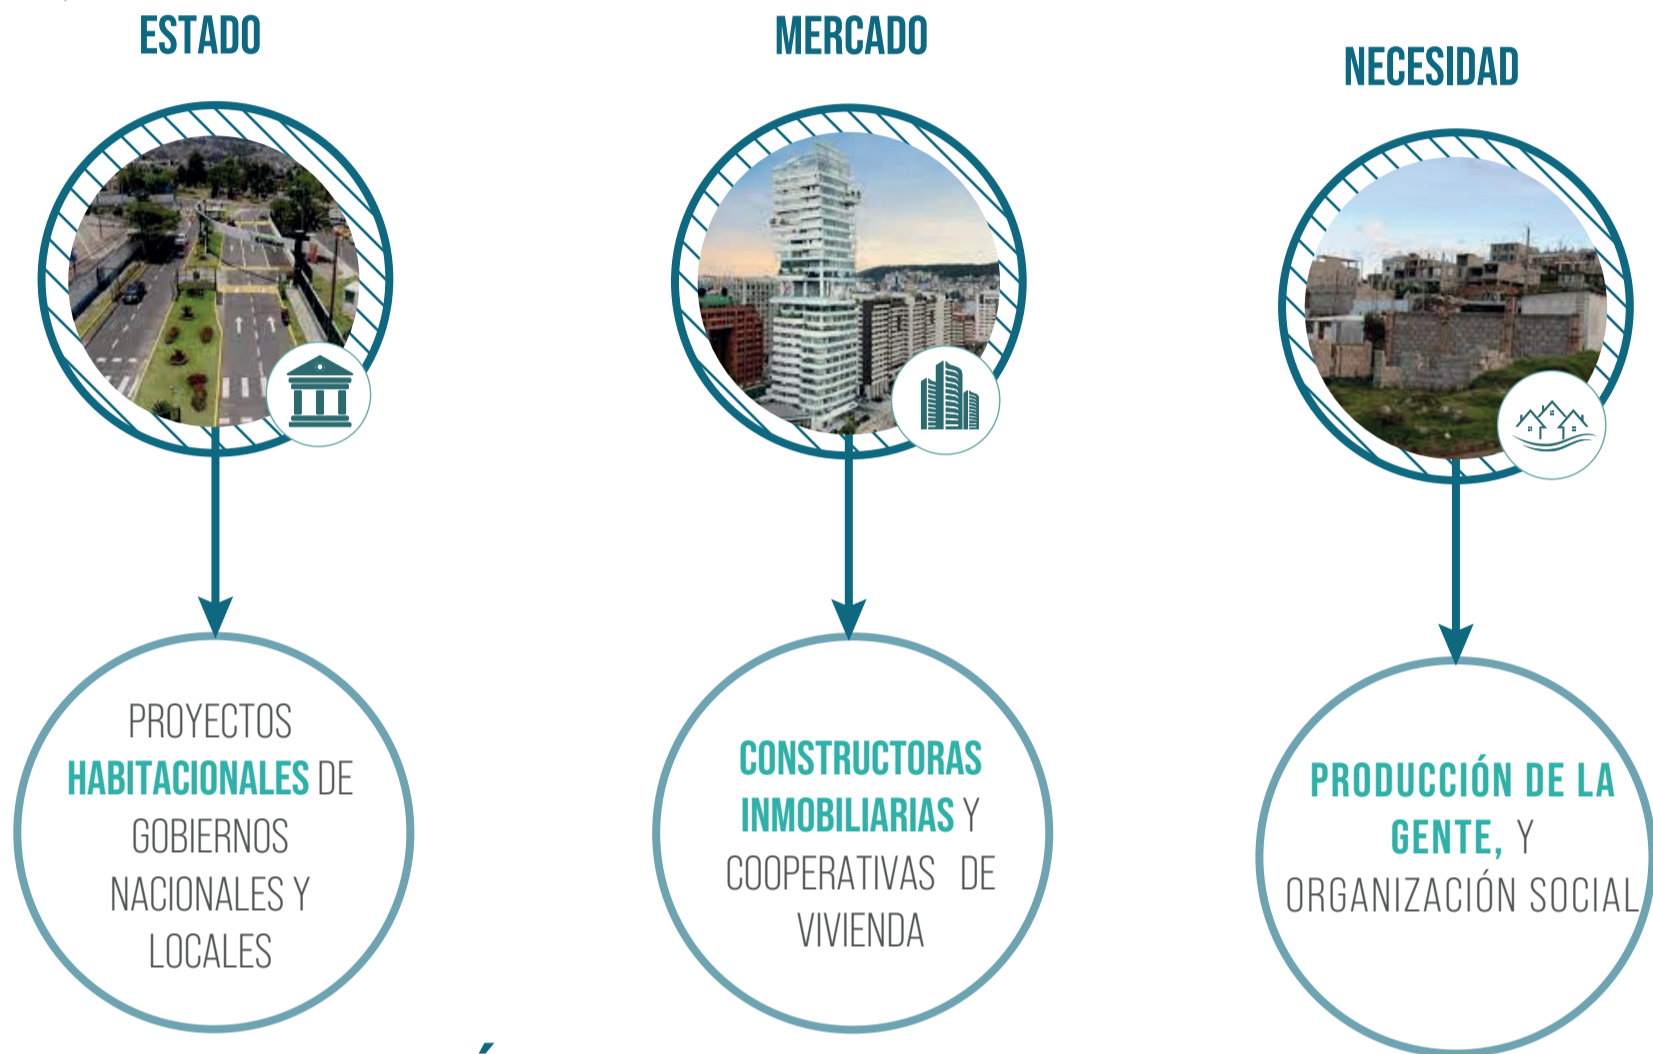 ESTADO
PROYECTOS
HABITACIONALES DE
GOBIERNOS
NACIONALES Y
LOCALES
MERCADO
CONSTRUCTORAS
INMOBILIARIAS Y
COOPERATIVAS DE
VIVIENDA
NECESIDAD
PRODUCCIÓN DE LA
GENTE, Y
ORGANIZACIÓN SOCIAL